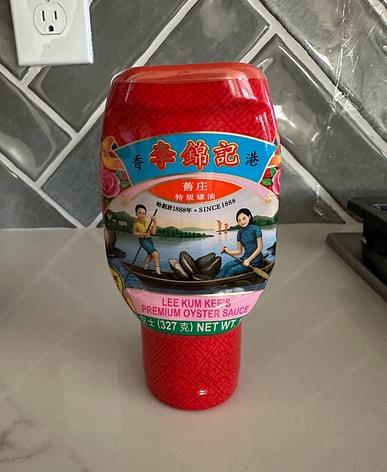 香 李錦記 港
舊庄
特級蠔油
始創於1888年 • SINCE 1888
LEE KUM KEE'S
PREMIUM OYSTER SAUCE
(327 克) NET WT.